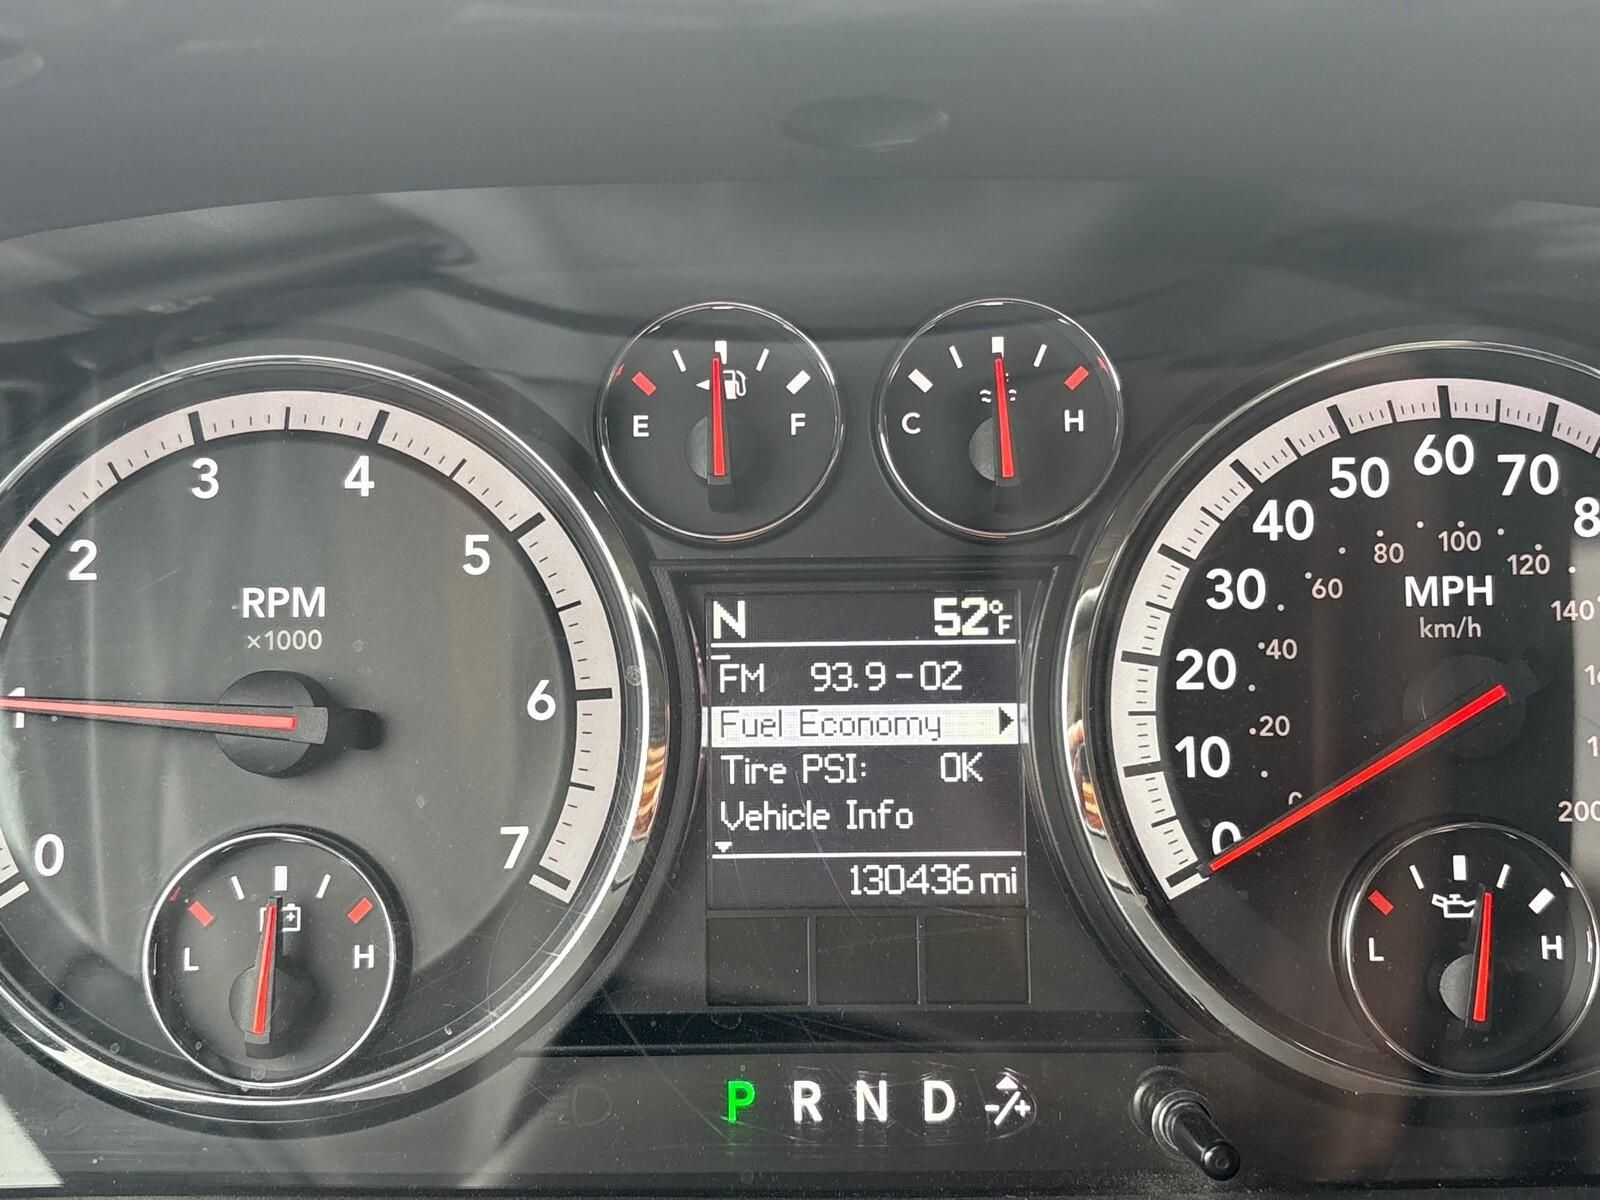 E F
C H
0 1 2 3 4 5 6 7
RPM
×1000
L H
N 52°F
FM 93.9-02
Fuel Economy
Tire PSI: OK
Vehicle Info
130436 mi
0 10 20 30 40 50 60 70
0 20 40 60 80 100 120 140
MPH
km/h
200
L H
P R N D -/+